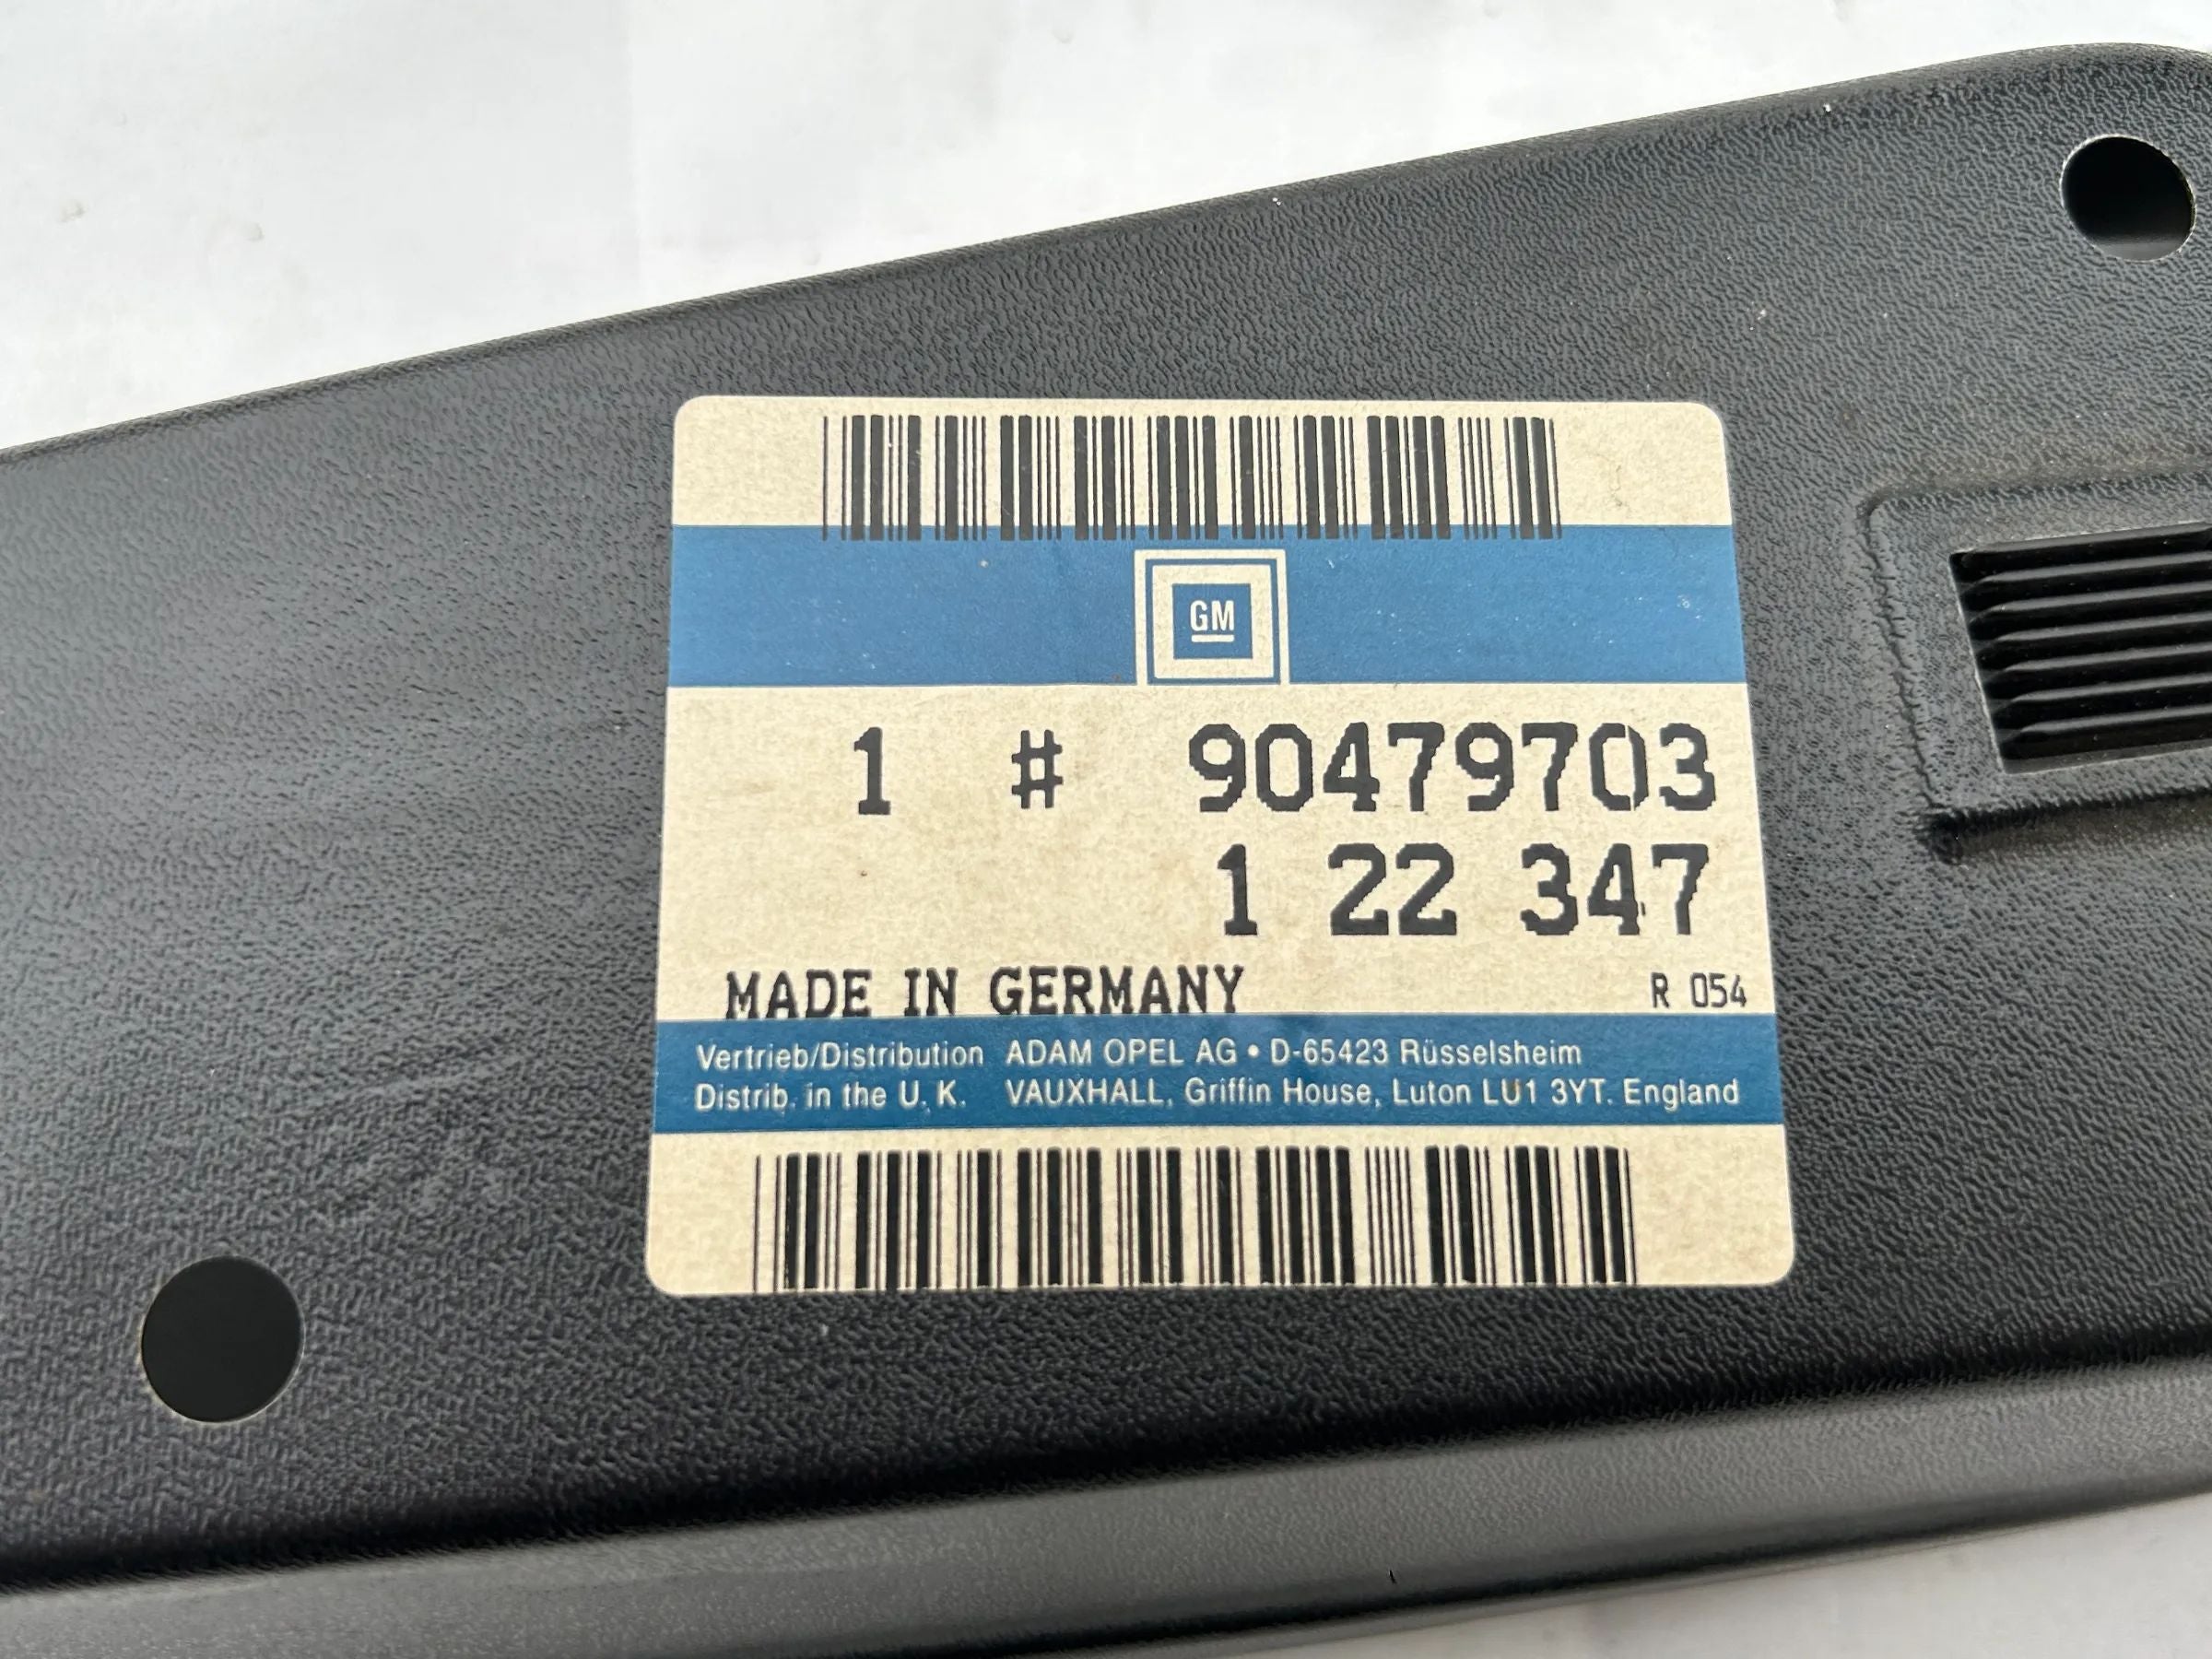 GM
1 # 90479703
1 22 347
MADE IN GERMANY R 054
Vertrieb/Distribution ADAM OPEL AG • D-65423 Rüsselsheim
Distrib. in the U. K. VAUXHALL, Griffin House, Luton LU1 3YT. England